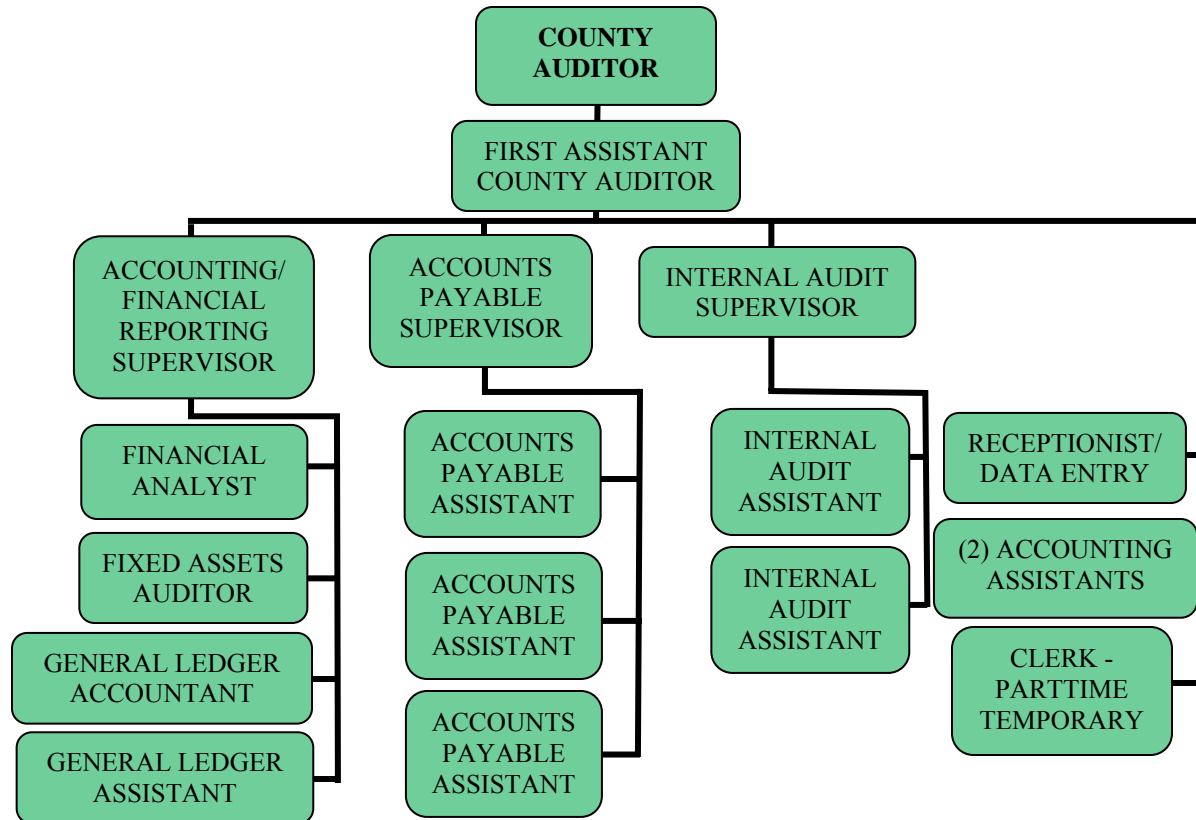 COUNTY
AUDITOR
FIRST ASSISTANT
COUNTY AUDITOR
ACCOUNTING/
FINANCIAL
REPORTING
SUPERVISOR
FINANCIAL
ANALYST
FIXED ASSETS
AUDITOR
GENERAL LEDGER
ACCOUNTANT
GENERAL LEDGER
ASSISTANT
ACCOUNTS
PAYABLE
SUPERVISOR
ACCOUNTS
PAYABLE
ASSISTANT
ACCOUNTS
PAYABLE
ASSISTANT
ACCOUNTS
PAYABLE
ASSISTANT
INTERNAL AUDIT
SUPERVISOR
INTERNAL
AUDIT
ASSISTANT
INTERNAL
AUDIT
ASSISTANT
RECEPTIONIST/
DATA ENTRY
(2) ACCOUNTING
ASSISTANTS
CLERK -
PARTTIME
TEMPORARY